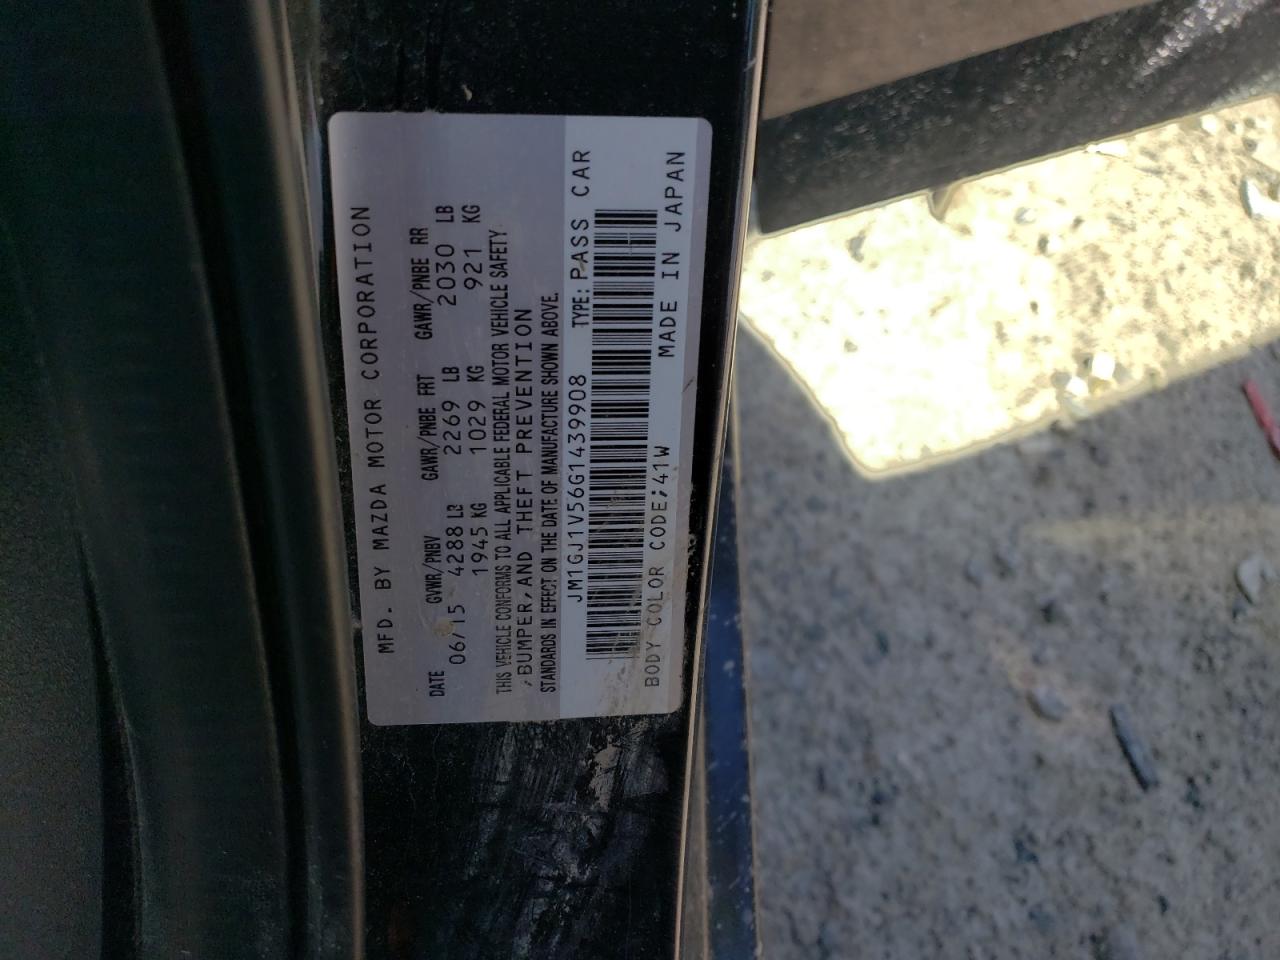 MFD. BY MAZDA MOTOR CORPORATION
DATE GVWR/PNBV GAWR/PNBE FRT GAWR/PNBE RR
06/15 4288 LB 2269 LB 2030 LB
1945 KG 1029 KG 921 KG
THIS VEHICLE CONFORMS TO ALL APPLICABLE FEDERAL MOTOR VEHICLE SAFETY
,BUMPER,AND THEFT PREVENTION
STANDARDS IN EFFECT ON THE DATE OF MANUFACTURE SHOWN ABOVE.
JM1GJ1V56G1439908 TYPE: PASS CAR
BODY COLOR CODE;41W MADE IN JAPAN